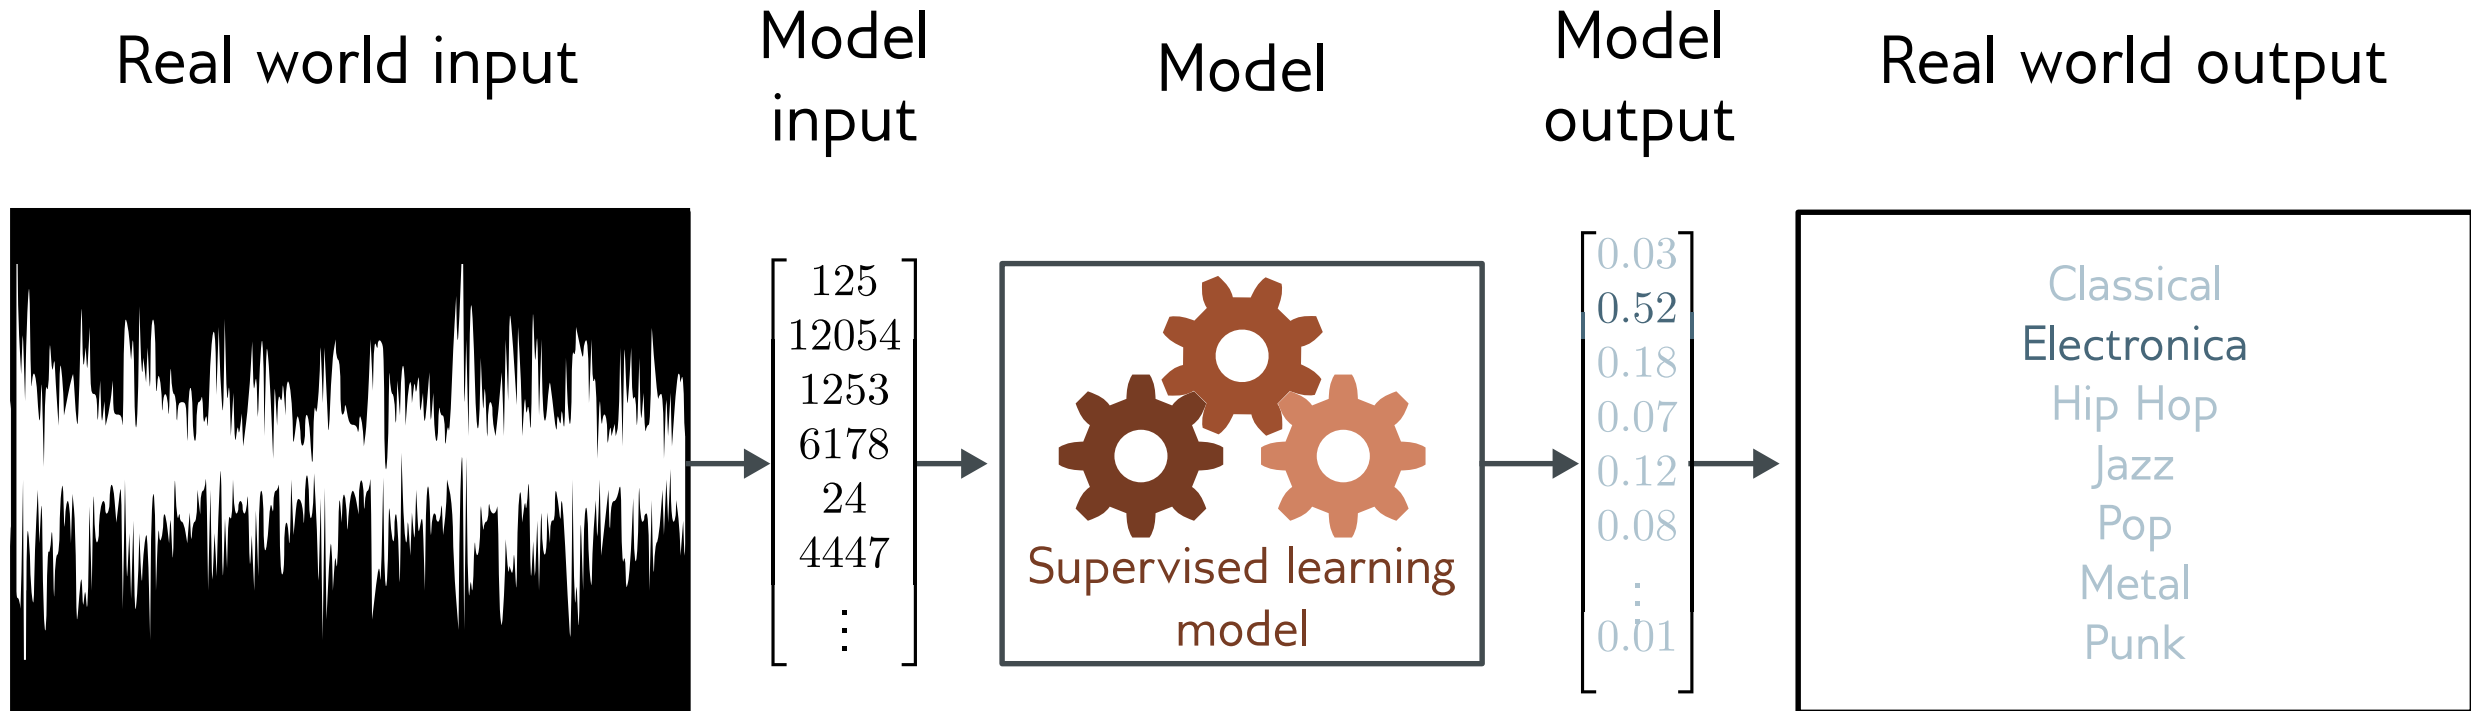 Real world input
Model
input
Model
Model
output
Real world output
125
12054
1253
6178
24
4447
⋮
Supervised learning
model
0.03
0.52
0.18
0.07
0.12
0.08
⋮
0.01
Classical
Electronica
Hip Hop
Jazz
Pop
Metal
Punk